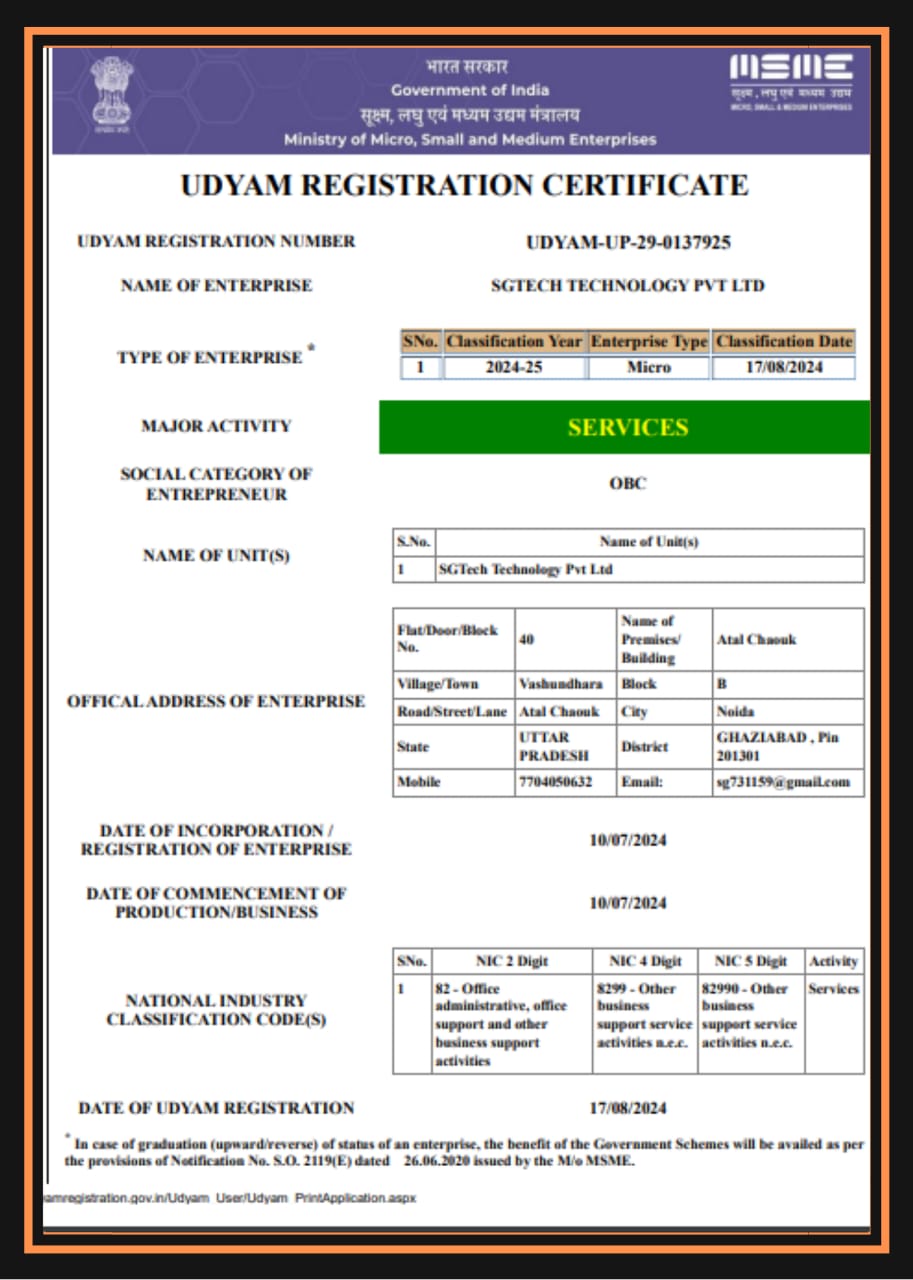 भारत सरकार
Government of India
सूक्ष्म, लघु एवं मध्यम उद्यम मंत्रालय
Ministry of Micro, Small and Medium Enterprises
MSME
सूक्ष्म, लघु एवं मध्यम उद्यम
MICRO, SMALL & MEDIUM ENTERPRISES
UDYAM REGISTRATION CERTIFICATE
UDYAM REGISTRATION NUMBER UDYAM-UP-29-0137925
NAME OF ENTERPRISE SGTECH TECHNOLOGY PVT LTD
TYPE OF ENTERPRISE *
SNo. Classification Year Enterprise Type Classification Date
1 2024-25 Micro 17/08/2024
MAJOR ACTIVITY SERVICES
SOCIAL CATEGORY OF
ENTREPRENEUR
OBC
NAME OF UNIT(S)
S.No. Name of Unit(s)
1 SGTech Technology Pvt Ltd
OFFICAL ADDRESS OF ENTERPRISE
Flat/Door/Block
No.
40
Name of
Premises/
Building
Atal Chaouk
Village/Town Vashundhara Block B
Road/Street/Lane Atal Chaouk City Noida
State
UTTAR
PRADESH
District
GHAZIABAD , Pin
201301
Mobile 7704050632 Email: sg731159@gmail.com
DATE OF INCORPORATION /
REGISTRATION OF ENTERPRISE
10/07/2024
DATE OF COMMENCEMENT OF
PRODUCTION/BUSINESS
10/07/2024
NATIONAL INDUSTRY
CLASSIFICATION CODE(S)
SNo. NIC 2 Digit NIC 4 Digit NIC 5 Digit Activity
1
82 - Office
administrative, office
support and other
business support
activities
8299 - Other
business
support service
activities n.e.c.
82990 - Other
business
support service
activities n.e.c.
Services
DATE OF UDYAM REGISTRATION 17/08/2024
* In case of graduation (upward/reverse) of status of an enterprise, the benefit of the Government Schemes will be availed as per
the provisions of Notification No. S.O. 2119(E) dated 26.06.2020 issued by the M/o MSME.
amregistration.gov.in/Udyam_User/Udyam_PrintApplication.aspx